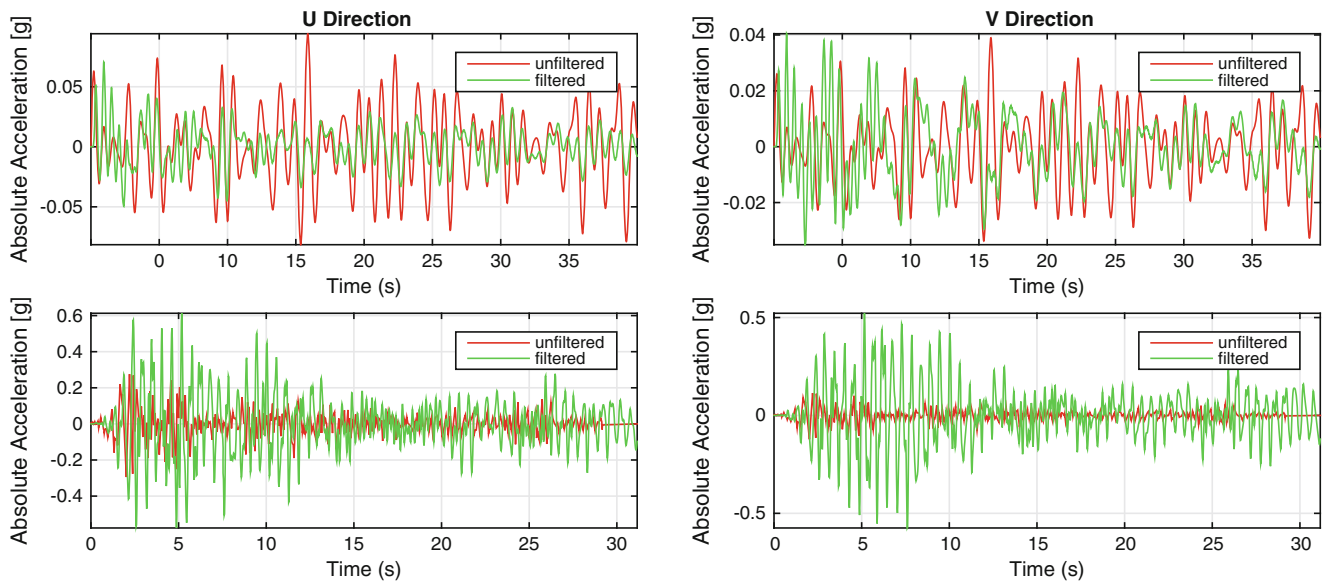 U Direction
Absolute Acceleration [g]
0.05
0
-0.05
unfiltered
filtered
0 10 15 20 25 30 35
Time (s)
V Direction
Absolute Acceleration [g]
0.04
0.02
0
-0.02
unfiltered
filtered
0 10 15 20 25 30 35
Time (s)
Absolute Acceleration [g]
0.6
0.4
0.2
0
-0.2
-0.4
unfiltered
filtered
0 5 10 15 20 25 30
Time (s)
Absolute Acceleration [g]
0.5
0
-0.5
unfiltered
filtered
0 5 10 15 20 25 30
Time (s)